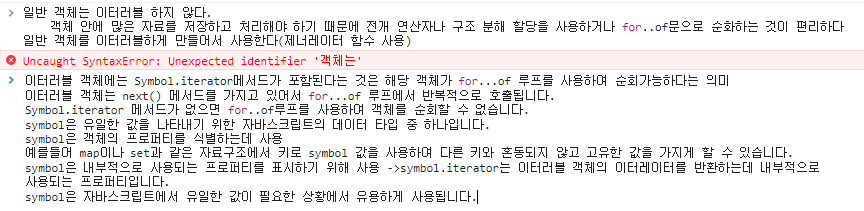 일반 객체는 이터러블 하지 않다.
객체 안에 많은 자료를 저장하고 처리해야 하기 때문에 전개 연산자나 구조 분해 할당을 사용하거나 for..of문으로 순화하는 것이 편리하다
일반 객체를 이터러블하게 만들어서 사용한다(제너레이터 함수 사용)
Uncaught SyntaxError: Unexpected identifier '객체는'
이터러블 객체에는 Symbol.iterator메서드가 포함된다는 것은 해당 객체가 for...of 루프를 사용하여 순회가능하다는 의미
이터러블 객체는 next() 메서드를 가지고 있어서 for...of 루프에서 반복적으로 호출됩니다.
Symbol.iterator 메서드가 없으면 for..of루프를 사용하여 객체를 순회할 수 없습니다.
symbol은 유일한 값을 나타내기 위한 자바스크립트의 데이터 타입 중 하나입니다.
symbol은 객체의 프로퍼티를 식별하는데 사용
예를들어 map이나 set과 같은 자료구조에서 키로 symbol 값을 사용하여 다른 키와 혼동되지 않고 고유한 값을 가지게 할 수 있습니다.
symbol은 내부적으로 사용되는 프로퍼티를 표시하기 위해 사용 ->symbol.iterator는 이터러블 객체의 이터레이터를 반환하는데 내부적으로
사용되는 프로퍼티입니다.
symbol은 자바스크립트에서 유일한 값이 필요한 상황에서 유용하게 사용됩니다.